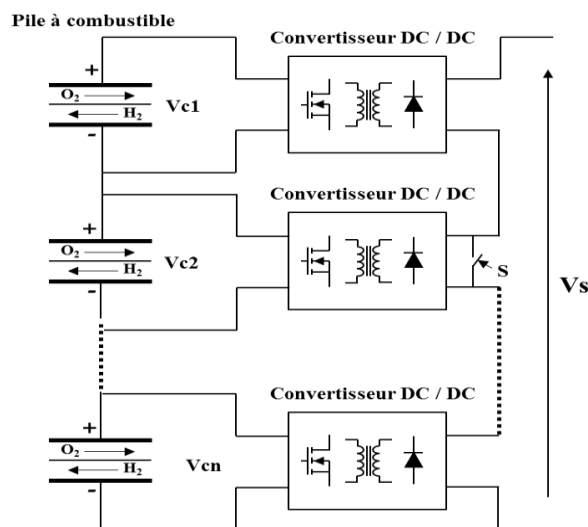 Pile à combustible
Convertisseur DC / DC
+
O₂
H₂
-
Vc1
Convertisseur DC / DC
+
O₂
H₂
-
Vc2
S
Vs
Convertisseur DC / DC
+
O₂
H₂
-
Vcn